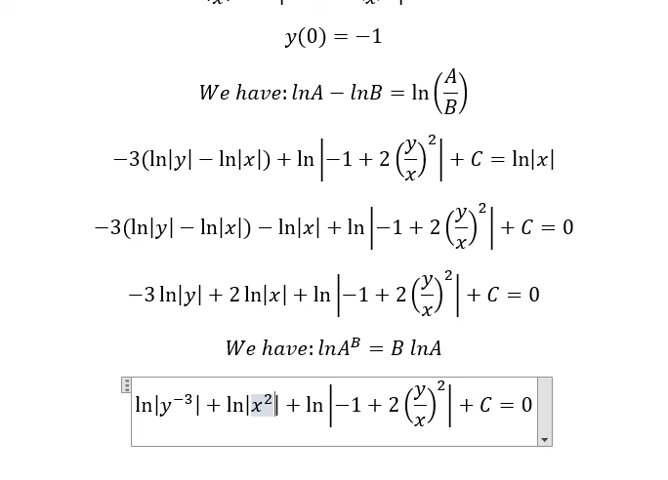 y(0) = −1
We have: lnA − lnB = ln(A/B)
−3(ln|y| − ln|x|) + ln|−1 + 2(y/x)²| + C = ln|x|
−3(ln|y| − ln|x|) − ln|x| + ln|−1 + 2(y/x)²| + C = 0
−3 ln|y| + 2 ln|x| + ln|−1 + 2(y/x)²| + C = 0
We have: lnAᴮ = B lnA
ln|y⁻³| + ln|x²| + ln|−1 + 2(y/x)²| + C = 0